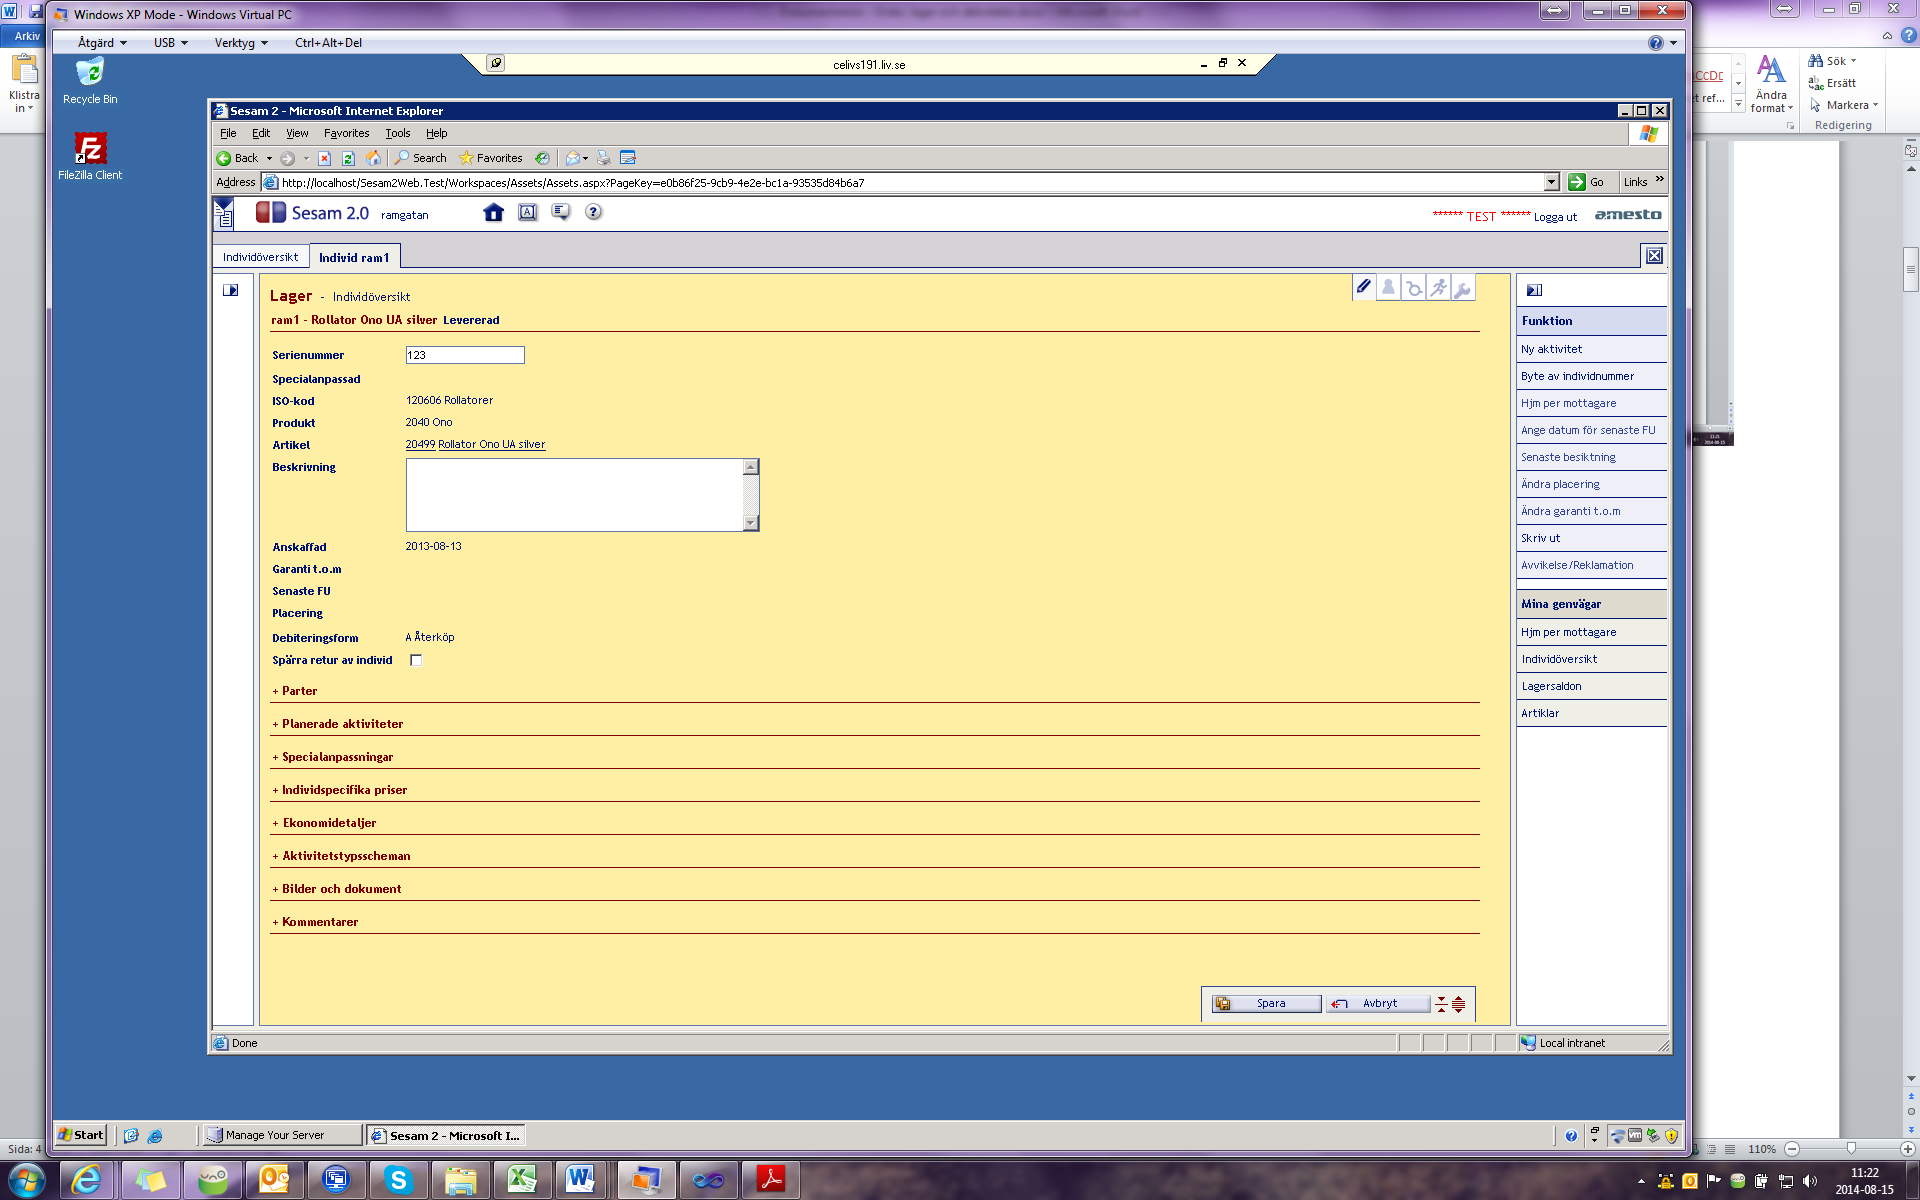 Windows XP Mode - Windows Virtual PC
Arkiv
Åtgärd USB Verktyg Ctrl+Alt+Del
Klistra
in
Sök
Ersätt
Markera
Redigering
Ändra
format
t ref...
celivs191.liv.se
Recycle Bin
FileZilla Client
Sesam 2 - Microsoft Internet Explorer
File Edit View Favorites Tools Help
Back Search Favorites
Address http://localhost/Sesam2Web.Test/Workspaces/Assets/Assets.aspx?PageKey=e0b86f25-9cb9-4e2e-bc1a-93535d84b6a7 Go Links »
Sesam 2.0 ramgatan
****** TEST ****** Logga ut amesto
Individöversikt Individ ram1
Lager - Individöversikt
ram1 - Rollator Ono UA silver Levererad
Serienummer 123
Specialanpassad
ISO-kod 120606 Rollatorer
Produkt 2040 Ono
Artikel 20499 Rollator Ono UA silver
Beskrivning
Anskaffad 2013-08-13
Garanti t.o.m
Senaste FU
Placering
Debiteringsform A Återköp
Spärra retur av individ
+ Parter
+ Planerade aktiviteter
+ Specialanpassningar
+ Individspecifika priser
+ Ekonomidetaljer
+ Aktivitetstypsscheman
+ Bilder och dokument
+ Kommentarer
Spara Avbryt
Funktion
Ny aktivitet
Byte av individnummer
Hjm per mottagare
Ange datum för senaste FU
Senaste besiktning
Ändra placering
Ändra garanti t.o.m
Skriv ut
Avvikelse/Reklamation
Mina genvägar
Hjm per mottagare
Individöversikt
Lagersaldon
Artiklar
Done Local intranet
Start Manage Your Server Sesam 2 - Microsoft I...
Sida: 4 110%
11:22
2014-08-15